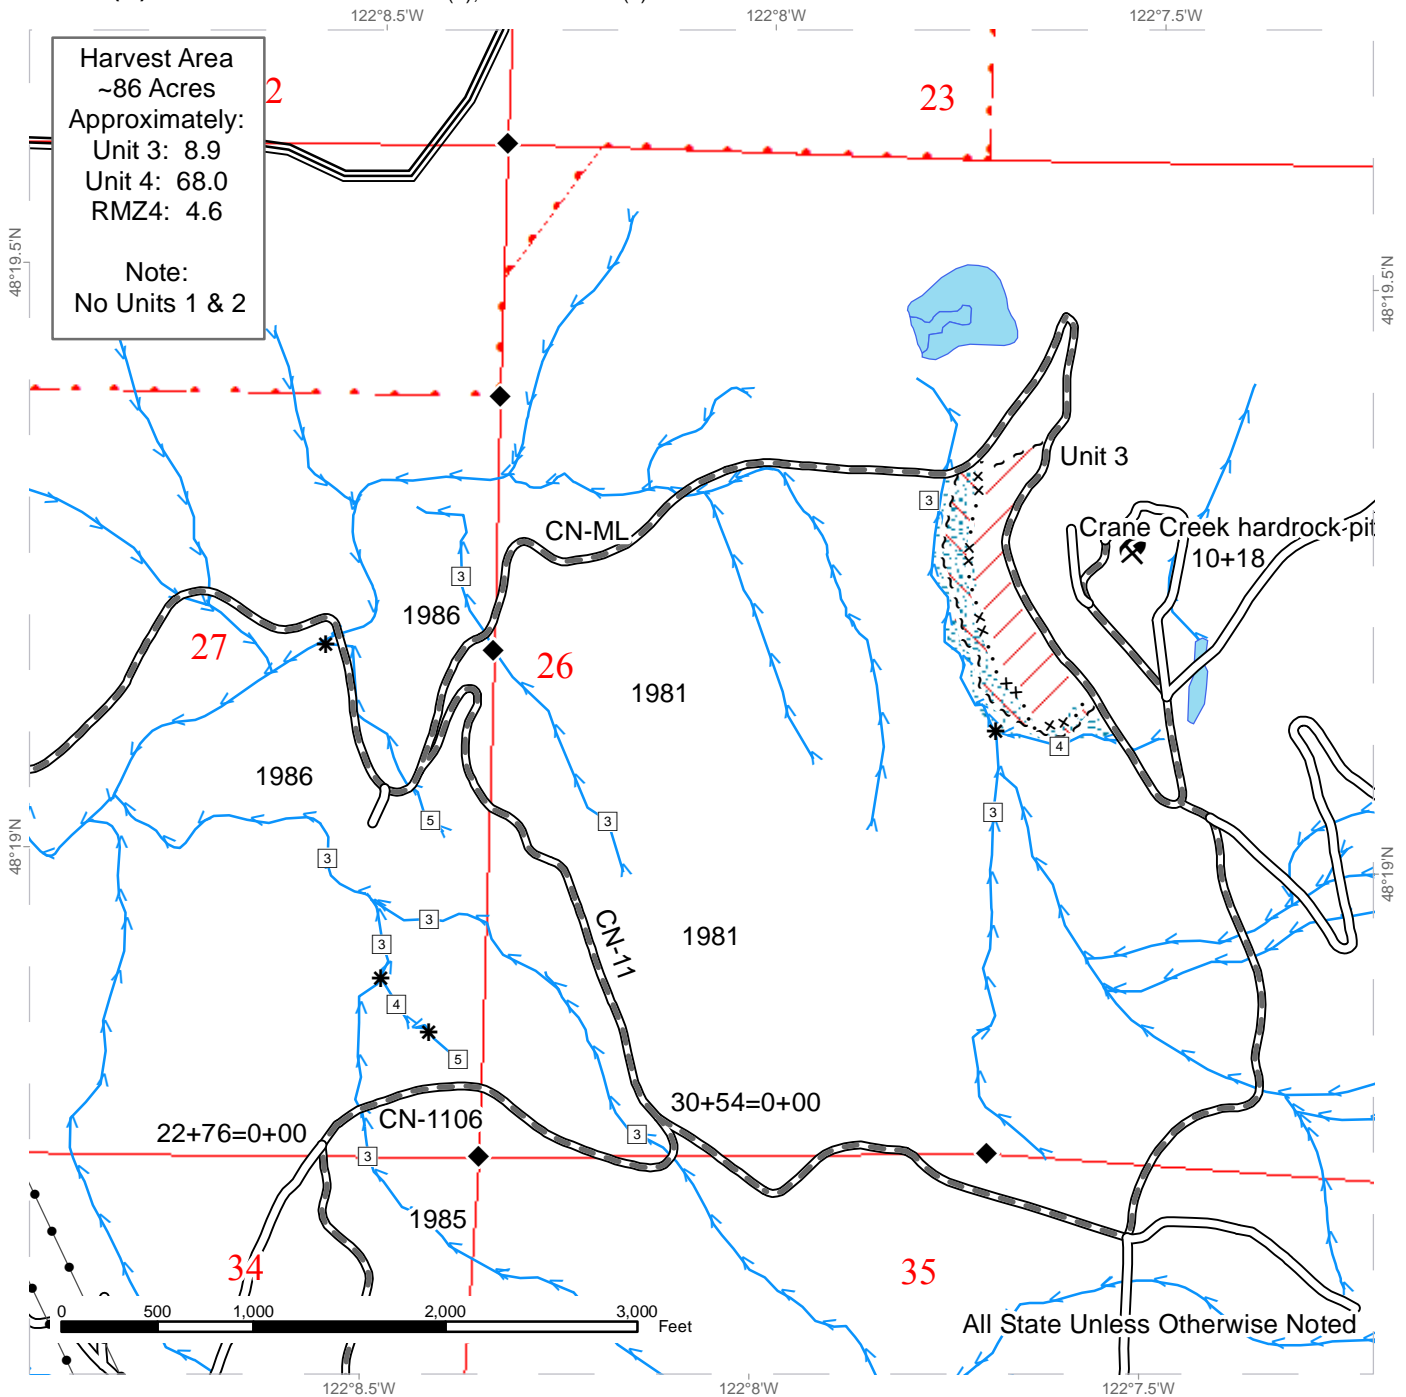 122°8.5'W
122°8'W
122°7.5'W
Harvest Area
~86 Acres
Approximately:
Unit 3: 8.9
Unit 4: 68.0
RMZ4: 4.6
Note:
No Units 1 & 2
2
23
48°19.5'N
48°19.5'N
Unit 3
3
Crane Creek hardrock pit
10+18
CN-ML
3
1986
27
26
1981
4
1986
3
5
3
3
48°19'N
48°19'N
3
3
1981
CN-11
4
5
30+54=0+00
CN-1106
22+76=0+00
3
3
1985
34
35
0
500
1,000
2,000
3,000
Feet
All State Unless Otherwise Noted
122°8.5'W
122°8'W
122°7.5'W